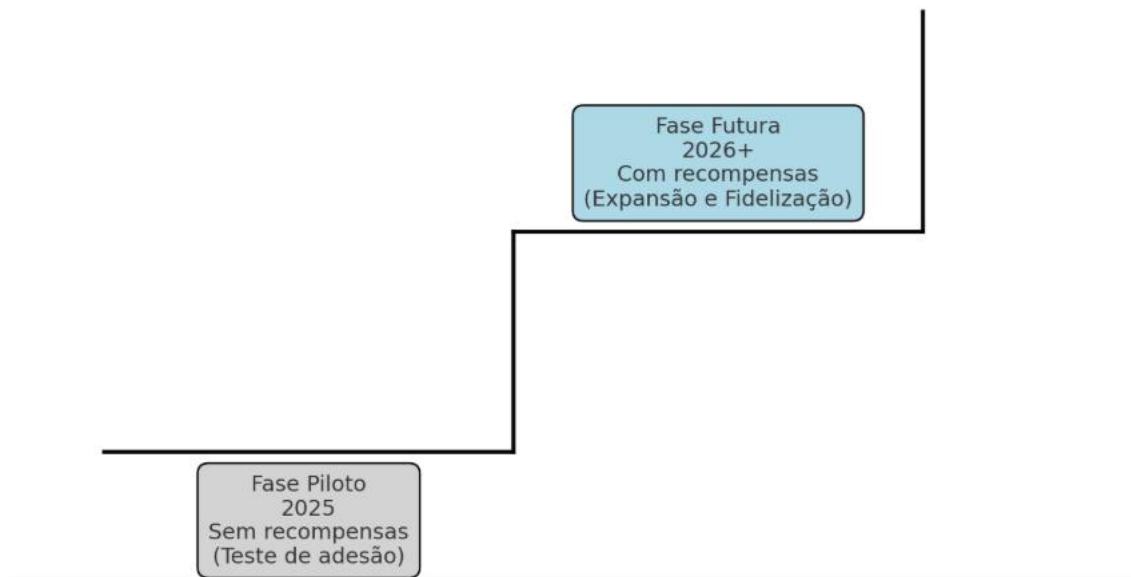 Fase Futura
2026+
Com recompensas
(Expansão e Fidelização)
Fase Piloto
2025
Sem recompensas
(Teste de adesão)